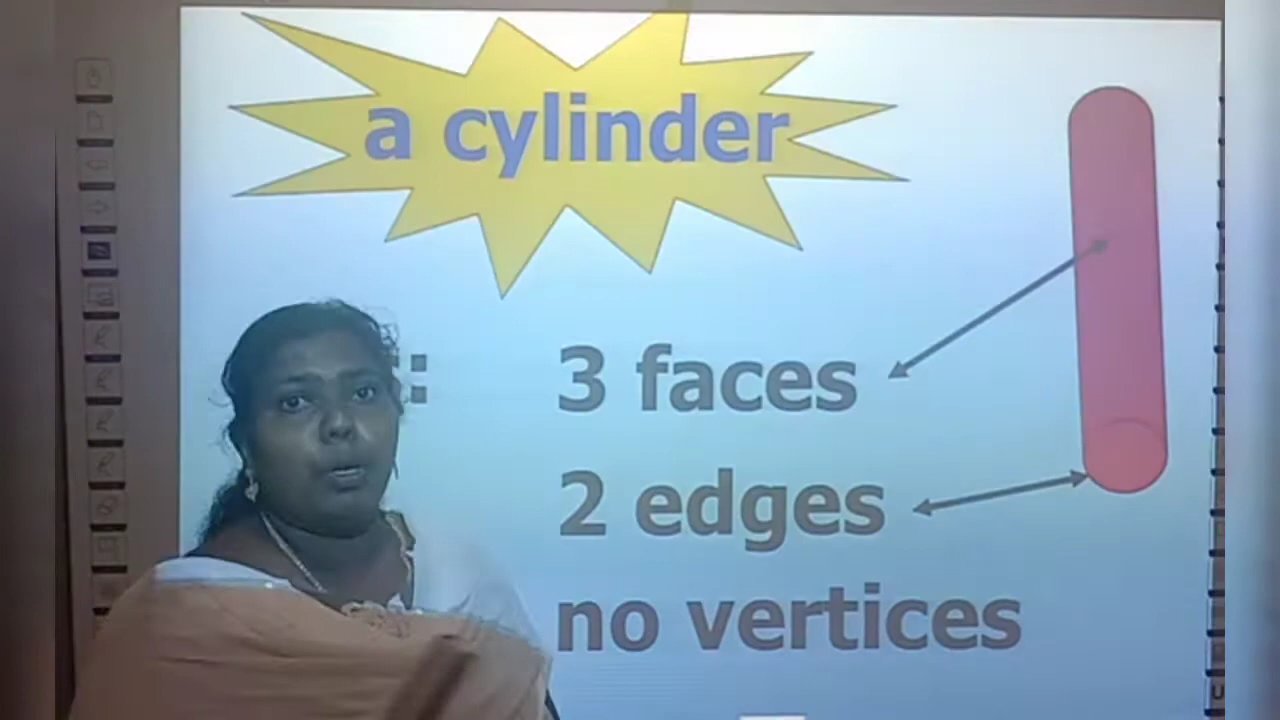 a cylinder
3 faces
2 edges
no vertices